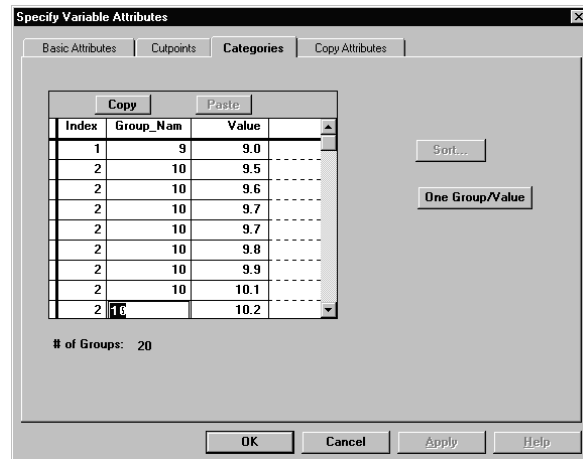 Specify Variable Attributes
Basic Attributes Cutpoints Categories Copy Attributes
Copy Paste
Index Group_Nam Value
1 9 9.0
2 10 9.5
2 10 9.6
2 10 9.7
2 10 9.7
2 10 9.8
2 10 9.9
2 10 10.1
2 10 10.2
Sort...
One Group/Value
# of Groups: 20
OK Cancel Apply Help